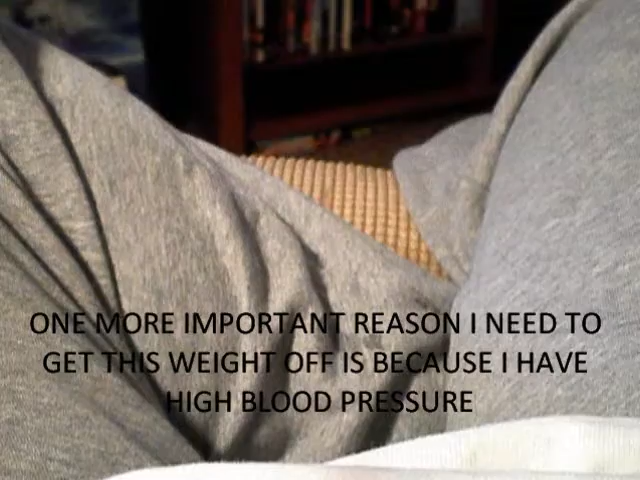 ONE MORE IMPORTANT REASON I NEED TO
GET THIS WEIGHT OFF IS BECAUSE I HAVE
HIGH BLOOD PRESSURE